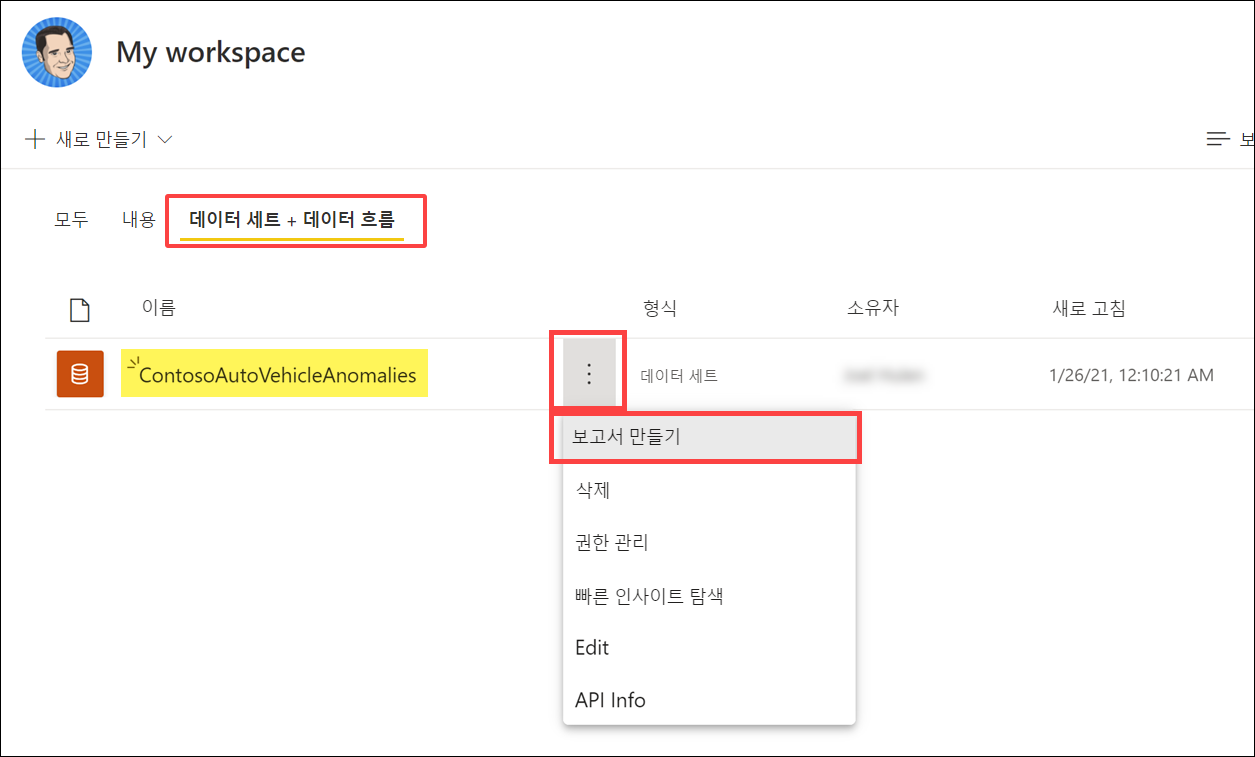 My workspace
새로 만들기
모두 내용 데이터 세트 + 데이터 흐름
이름 형식 소유자 새로 고침
ContosoAutoVehicleAnomalies 데이터 세트 1/26/21, 12:10:21 AM
보고서 만들기
삭제
권한 관리
빠른 인사이트 탐색
Edit
API Info